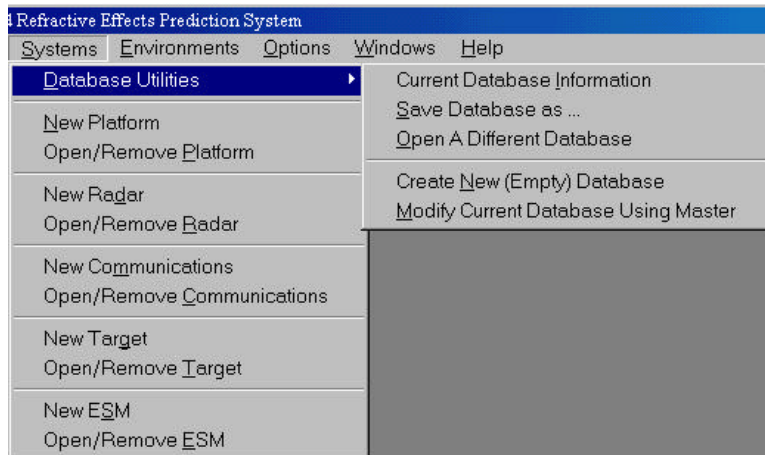 Refractive Effects Prediction System
Systems Environments Options Windows Help
Database Utilities
New Platform
Open/Remove Platform
New Radar
Open/Remove Radar
New Communications
Open/Remove Communications
New Target
Open/Remove Target
New ESM
Open/Remove ESM
Current Database Information
Save Database as ...
Open A Different Database
Create New (Empty) Database
Modify Current Database Using Master